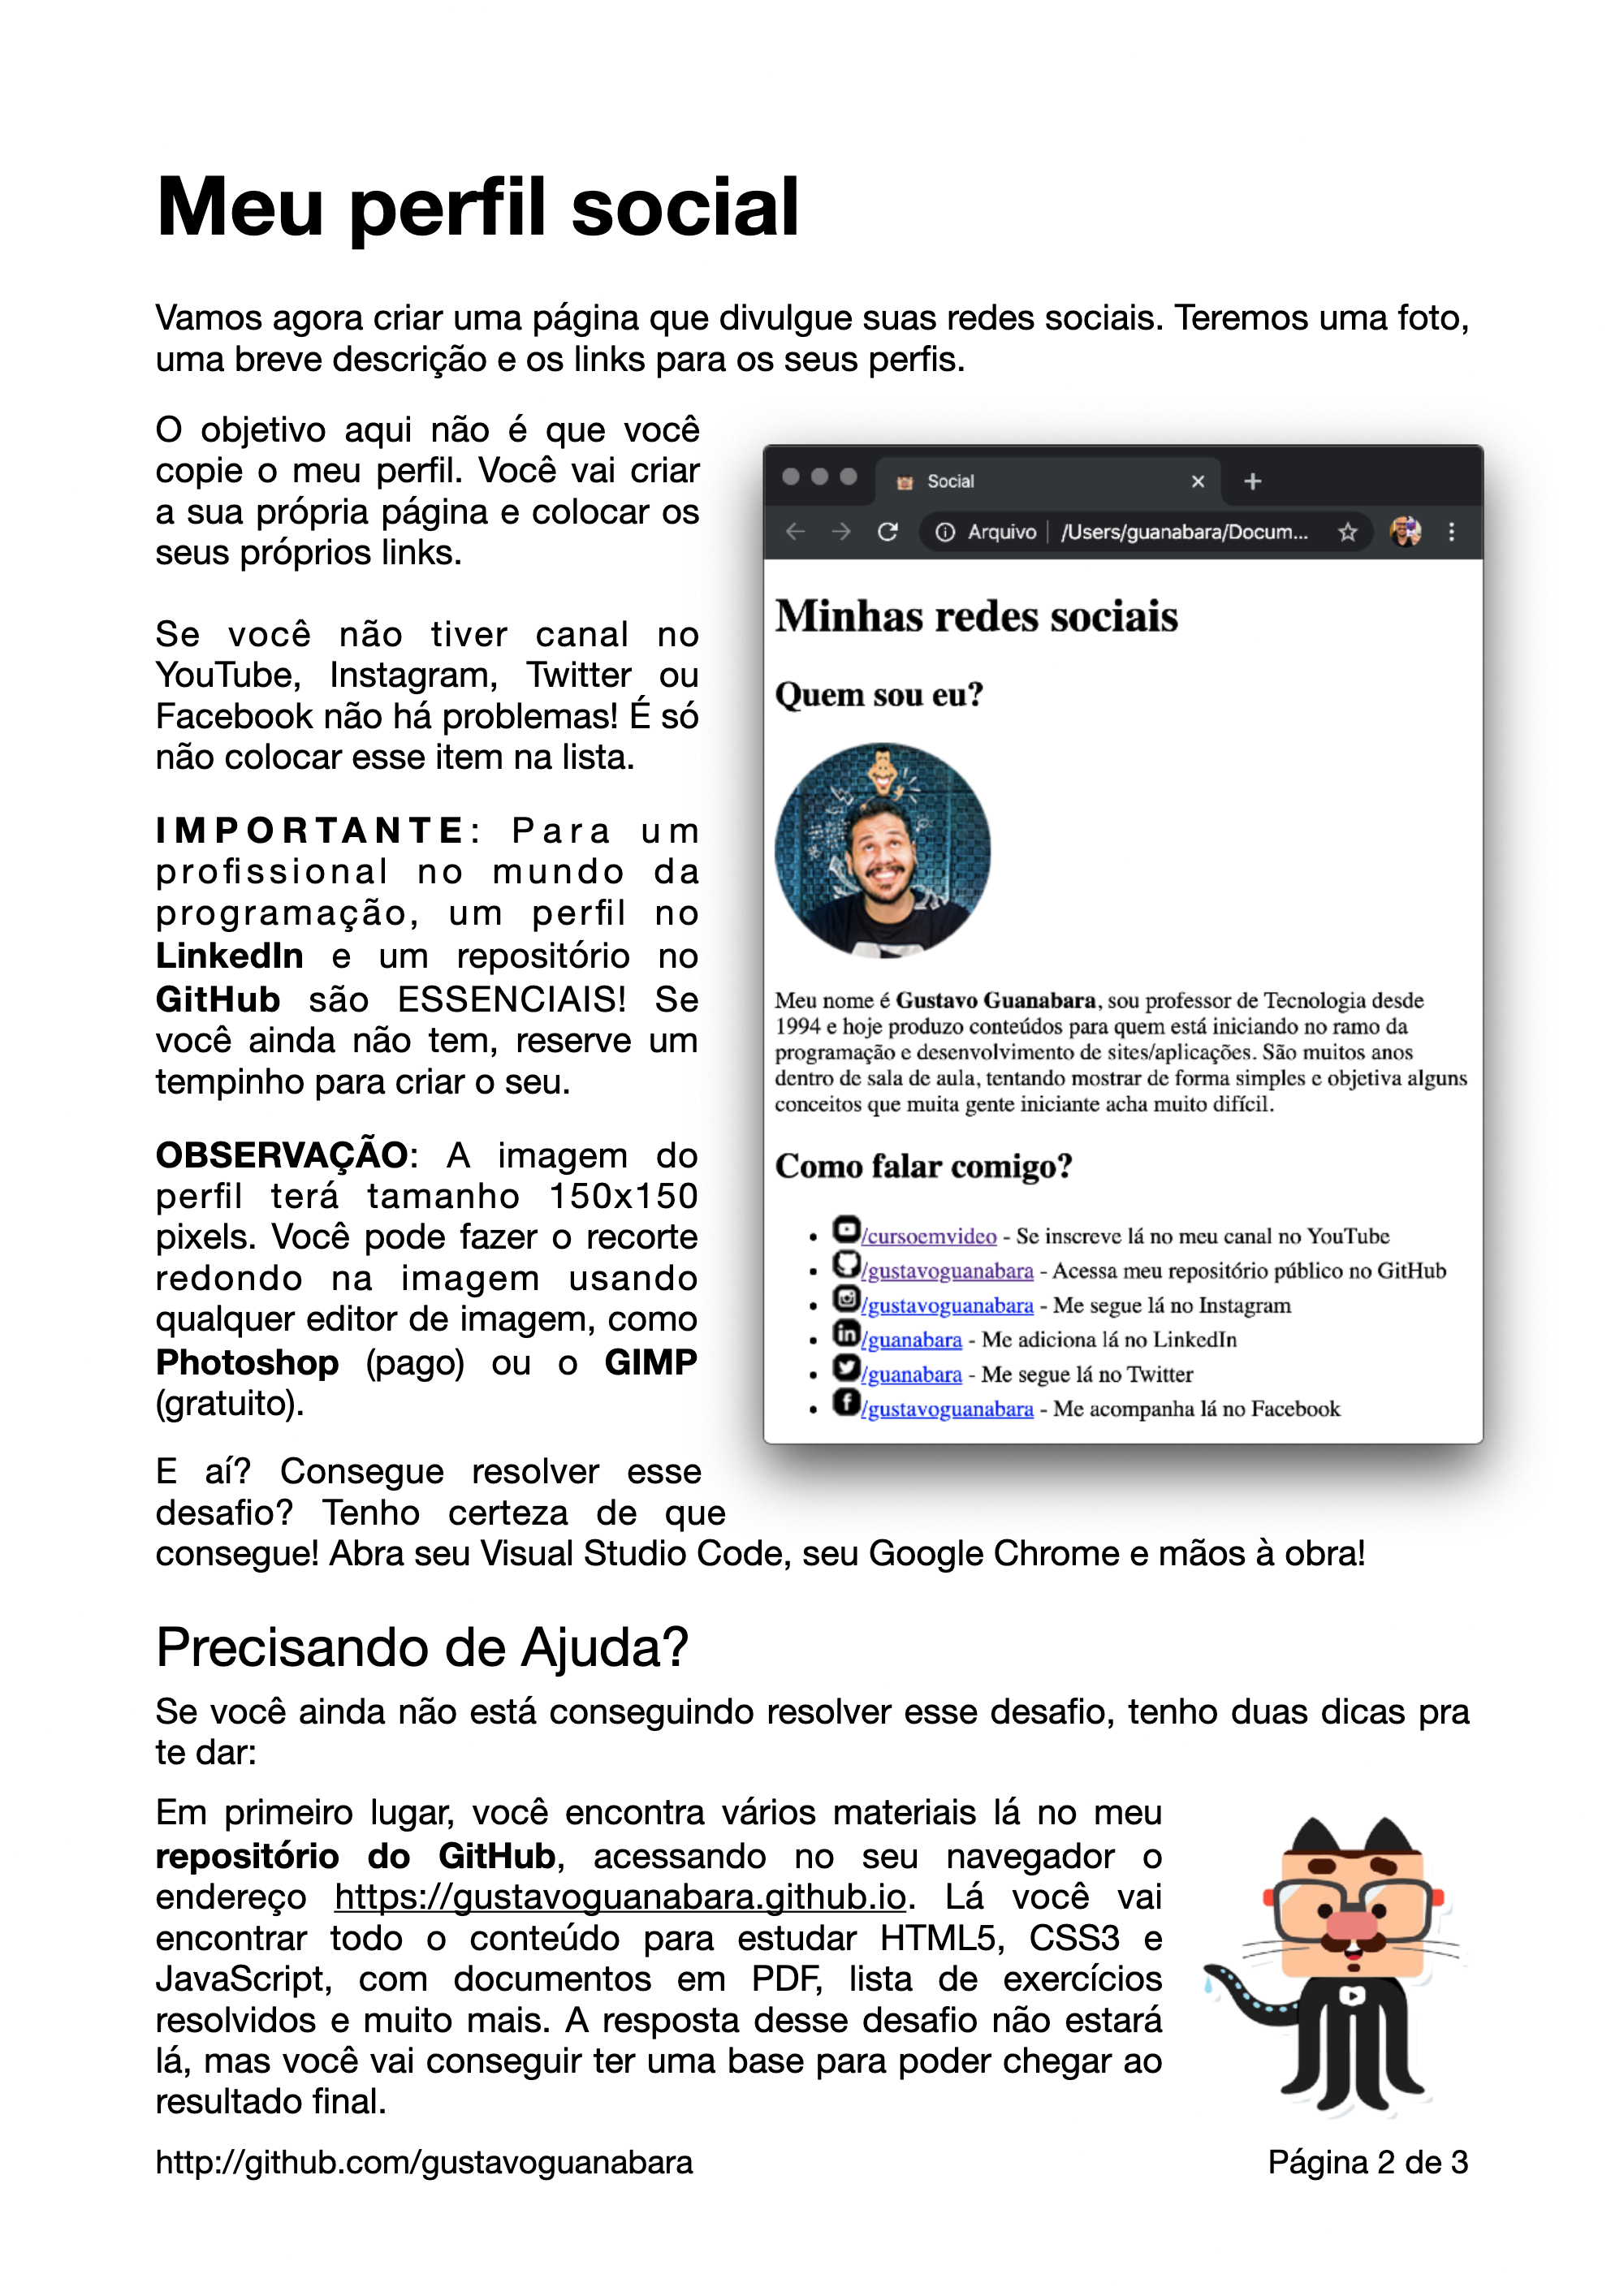 Meu perfil social
Vamos agora criar uma página que divulgue suas redes sociais. Teremos uma foto,
uma breve descrição e os links para os seus perfis.
O objetivo aqui não é que você
copie o meu perfil. Você vai criar
a sua própria página e colocar os
seus próprios links.
Se você não tiver canal no
YouTube, Instagram, Twitter ou
Facebook não há problemas! É só
não colocar esse item na lista.
IMPORTANTE: Para um
profissional no mundo da
programação, um perfil no
LinkedIn e um repositório no
GitHub são ESSENCIAIS! Se
você ainda não tem, reserve um
tempinho para criar o seu.
OBSERVAÇÃO: A imagem do
perfil terá tamanho 150x150
pixels. Você pode fazer o recorte
redondo na imagem usando
qualquer editor de imagem, como
Photoshop (pago) ou o GIMP
(gratuito).
E aí? Consegue resolver esse
desafio? Tenho certeza de que
consegue! Abra seu Visual Studio Code, seu Google Chrome e mãos à obra!
Social
Arquivo | /Users/guanabara/Docum...
Minhas redes sociais
Quem sou eu?
Meu nome é Gustavo Guanabara, sou professor de Tecnologia desde
1994 e hoje produzo conteúdos para quem está iniciando no ramo da
programação e desenvolvimento de sites/aplicações. São muitos anos
dentro de sala de aula, tentando mostrar de forma simples e objetiva alguns
conceitos que muita gente iniciante acha muito difícil.
Como falar comigo?
• /cursoemvideo - Se inscreve lá no meu canal no YouTube
• /gustavoguanabara - Acessa meu repositório público no GitHub
• /gustavoguanabara - Me segue lá no Instagram
• /guanabara - Me adiciona lá no LinkedIn
• /guanabara - Me segue lá no Twitter
• /gustavoguanabara - Me acompanha lá no Facebook
Precisando de Ajuda?
Se você ainda não está conseguindo resolver esse desafio, tenho duas dicas pra
te dar:
Em primeiro lugar, você encontra vários materiais lá no meu
repositório do GitHub, acessando no seu navegador o
endereço https://gustavoguanabara.github.io. Lá você vai
encontrar todo o conteúdo para estudar HTML5, CSS3 e
JavaScript, com documentos em PDF, lista de exercícios
resolvidos e muito mais. A resposta desse desafio não estará
lá, mas você vai conseguir ter uma base para poder chegar ao
resultado final.
http://github.com/gustavoguanabara
Página 2 de 3